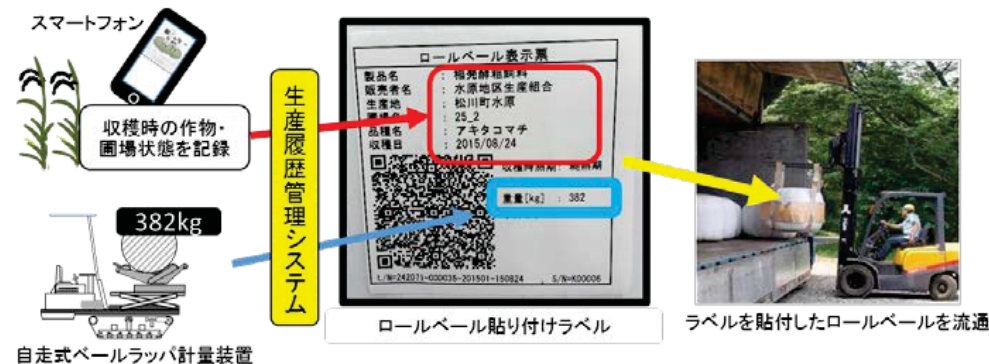 スマートフォン
収穫時の作物・
圃場状態を記録
382kg
自走式ベールラッパ計量装置
生産履歴管理システム
ロールベール表示票
製品名 : 稲発酵粗飼料
販売者名 : 水原地区生産組合
生産地 : 松川町水原
: 25_2
品種名 : アキタコマチ
収穫日 : 2015/08/24
収穫時熟期:
重量[kg] : 382
L/N=242071-000035-201501-150824 S/N=K00006
ロールベール貼り付けラベル
ラベルを貼付したロールベールを流通